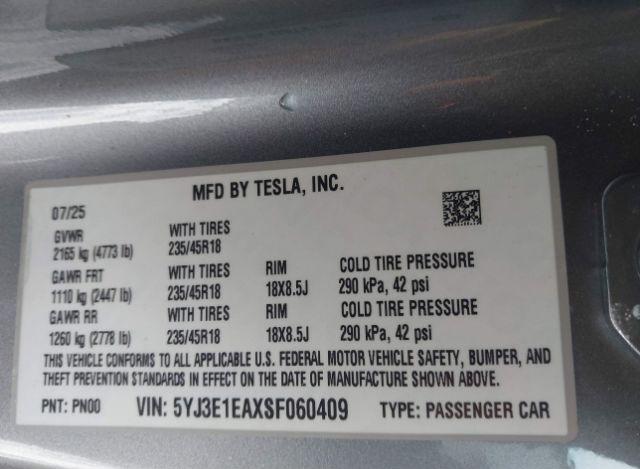 MFD BY TESLA, INC.
07/25
GVWR WITH TIRES
2165 kg (4773 lb) 235/45R18
GAWR FRT WITH TIRES RIM COLD TIRE PRESSURE
1110 kg (2447 lb) 235/45R18 18X8.5J 290 kPa, 42 psi
GAWR RR WITH TIRES RIM COLD TIRE PRESSURE
1260 kg (2778 lb) 235/45R18 18X8.5J 290 kPa, 42 psi
THIS VEHICLE CONFORMS TO ALL APPLICABLE U.S. FEDERAL MOTOR VEHICLE SAFETY, BUMPER, AND
THEFT PREVENTION STANDARDS IN EFFECT ON THE DATE OF MANUFACTURE SHOWN ABOVE.
PNT: PN00 VIN: 5YJ3E1EAXSF060409 TYPE: PASSENGER CAR